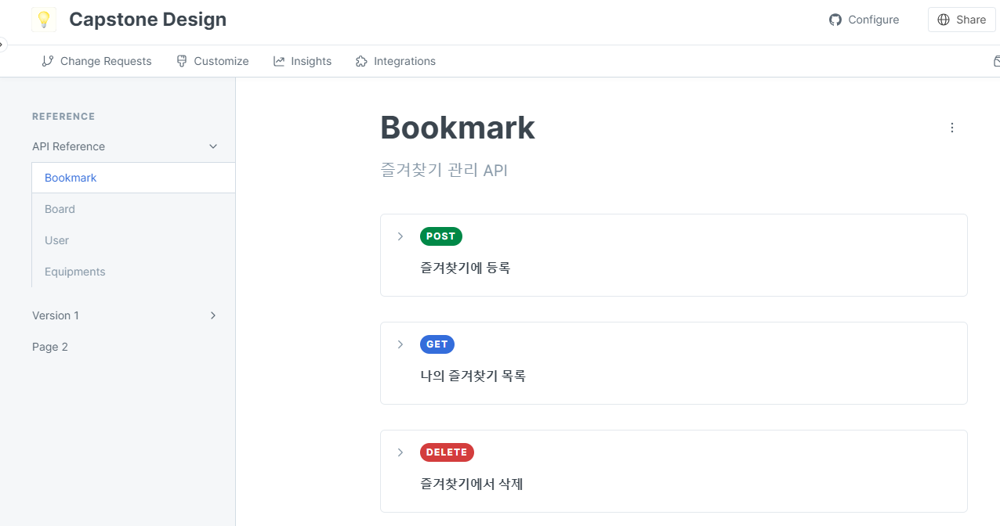 Capstone Design
Configure
Share
Change Requests
Customize
Insights
Integrations
REFERENCE
API Reference
Bookmark
Board
User
Equipments
Version 1
Page 2
Bookmark
즐겨찾기 관리 API
POST
즐겨찾기에 등록
GET
나의 즐겨찾기 목록
DELETE
즐겨찾기에서 삭제